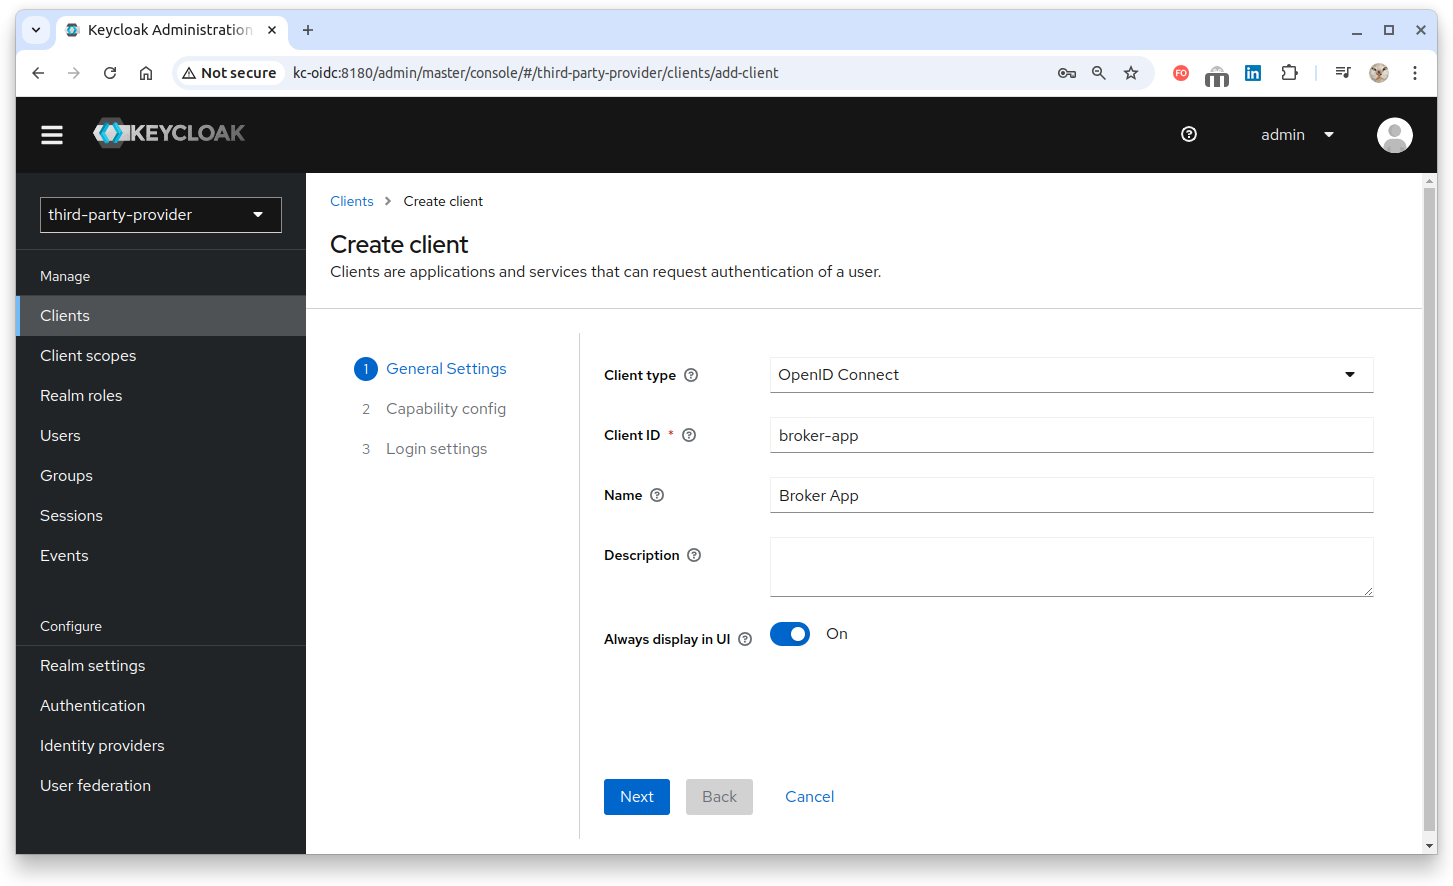 Keycloak Administration
Not secure
kc-oidc:8180/admin/master/console/#/third-party-provider/clients/add-client
FO
in
KEYCLOAK
admin
third-party-provider
Manage
Clients
Client scopes
Realm roles
Users
Groups
Sessions
Events
Configure
Realm settings
Authentication
Identity providers
User federation
Clients
Create client
Create client
Clients are applications and services that can request authentication of a user.
1 General Settings
2 Capability config
3 Login settings
Client type
OpenID Connect
Client ID *
broker-app
Name
Broker App
Description
Always display in UI
On
Next
Back
Cancel